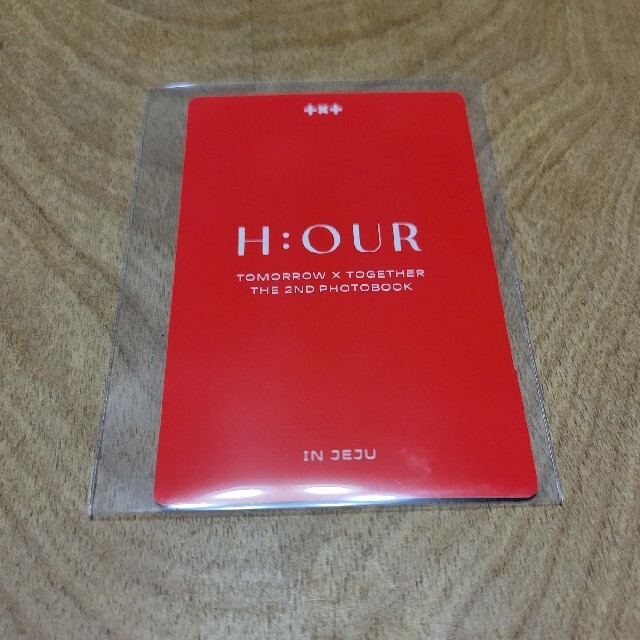 +×+
H:OUR
TOMORROW X TOGETHER
THE 2ND PHOTOBOOK
IN JEJU